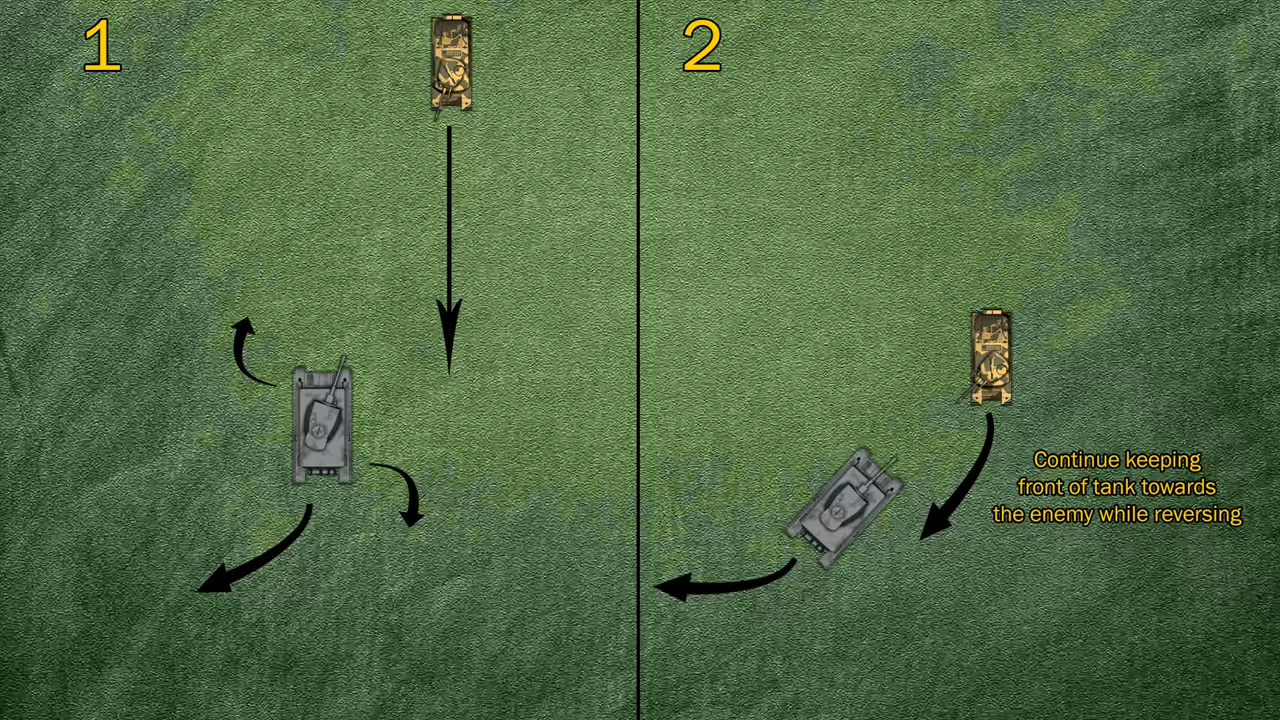 1
2
Continue keeping
front of tank towards
the enemy while reversing